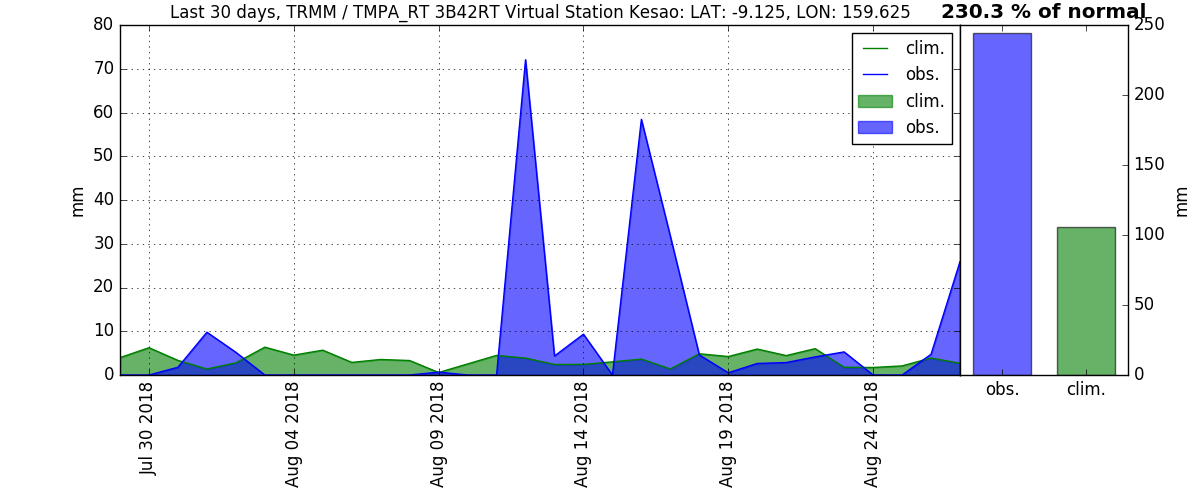 Last 30 days, TRMM / TMPA_RT 3B42RT Virtual Station Kesao: LAT: -9.125, LON: 159.625
230.3 % of normal
80
70
60
50
40
30
20
10
0
mm
clim.
obs.
clim.
obs.
250
200
150
100
50
0
mm
obs.
clim.
Jul 30 2018
Aug 04 2018
Aug 09 2018
Aug 14 2018
Aug 19 2018
Aug 24 2018